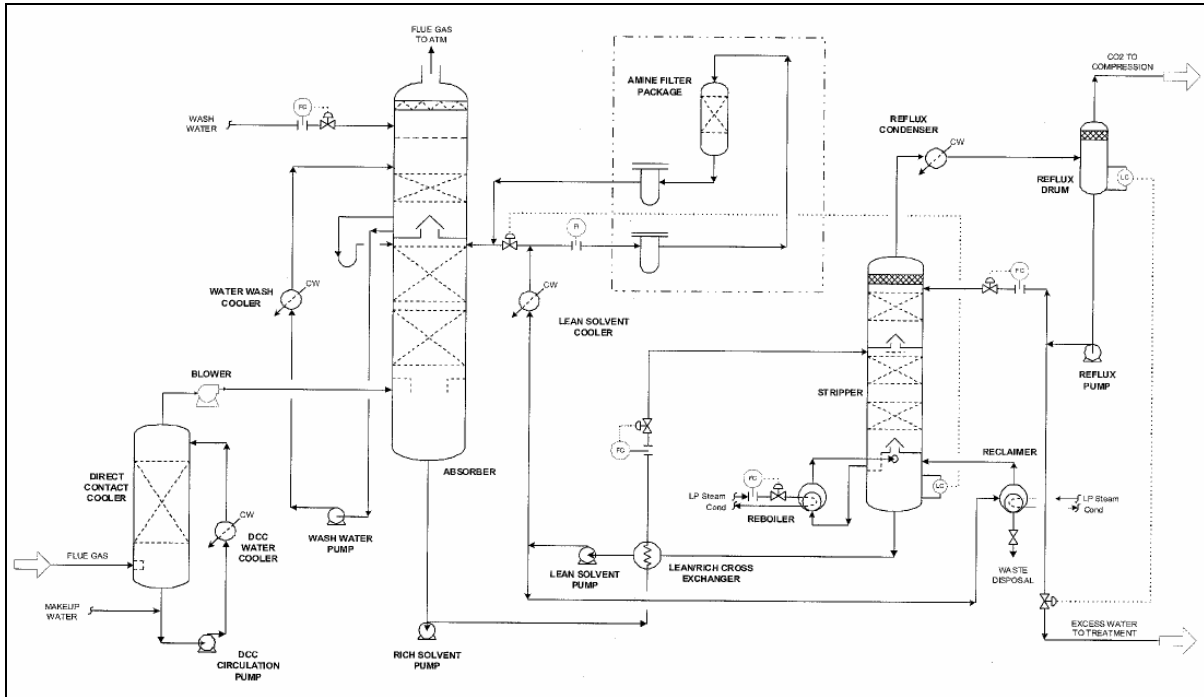 FLUE GAS
TO ATM
FC
WASH
WATER
AMINE FILTER
PACKAGE
CO2 TO
COMPRESSION
REFLUX
CONDENSER
CW
REFLUX
DRUM
LC
FI
WATER WASH
COOLER
CW
CW
LEAN SOLVENT
COOLER
FC
REFLUX
PUMP
BLOWER
STRIPPER
FC
ABSORBER
RECLAIMER
DIRECT
CONTACT
COOLER
FC
LP Steam
Cond
REBOILER
LC
LP Steam
Cond
CW
DCC
WATER
COOLER
WASH WATER
PUMP
FLUE GAS
LEAN SOLVENT
PUMP
LEAN/RICH CROSS
EXCHANGER
WASTE
DISPOSAL
MAKEUP
WATER
EXCESS WATER
TO TREATMENT
RICH SOLVENT
PUMP
DCC
CIRCULATION
PUMP